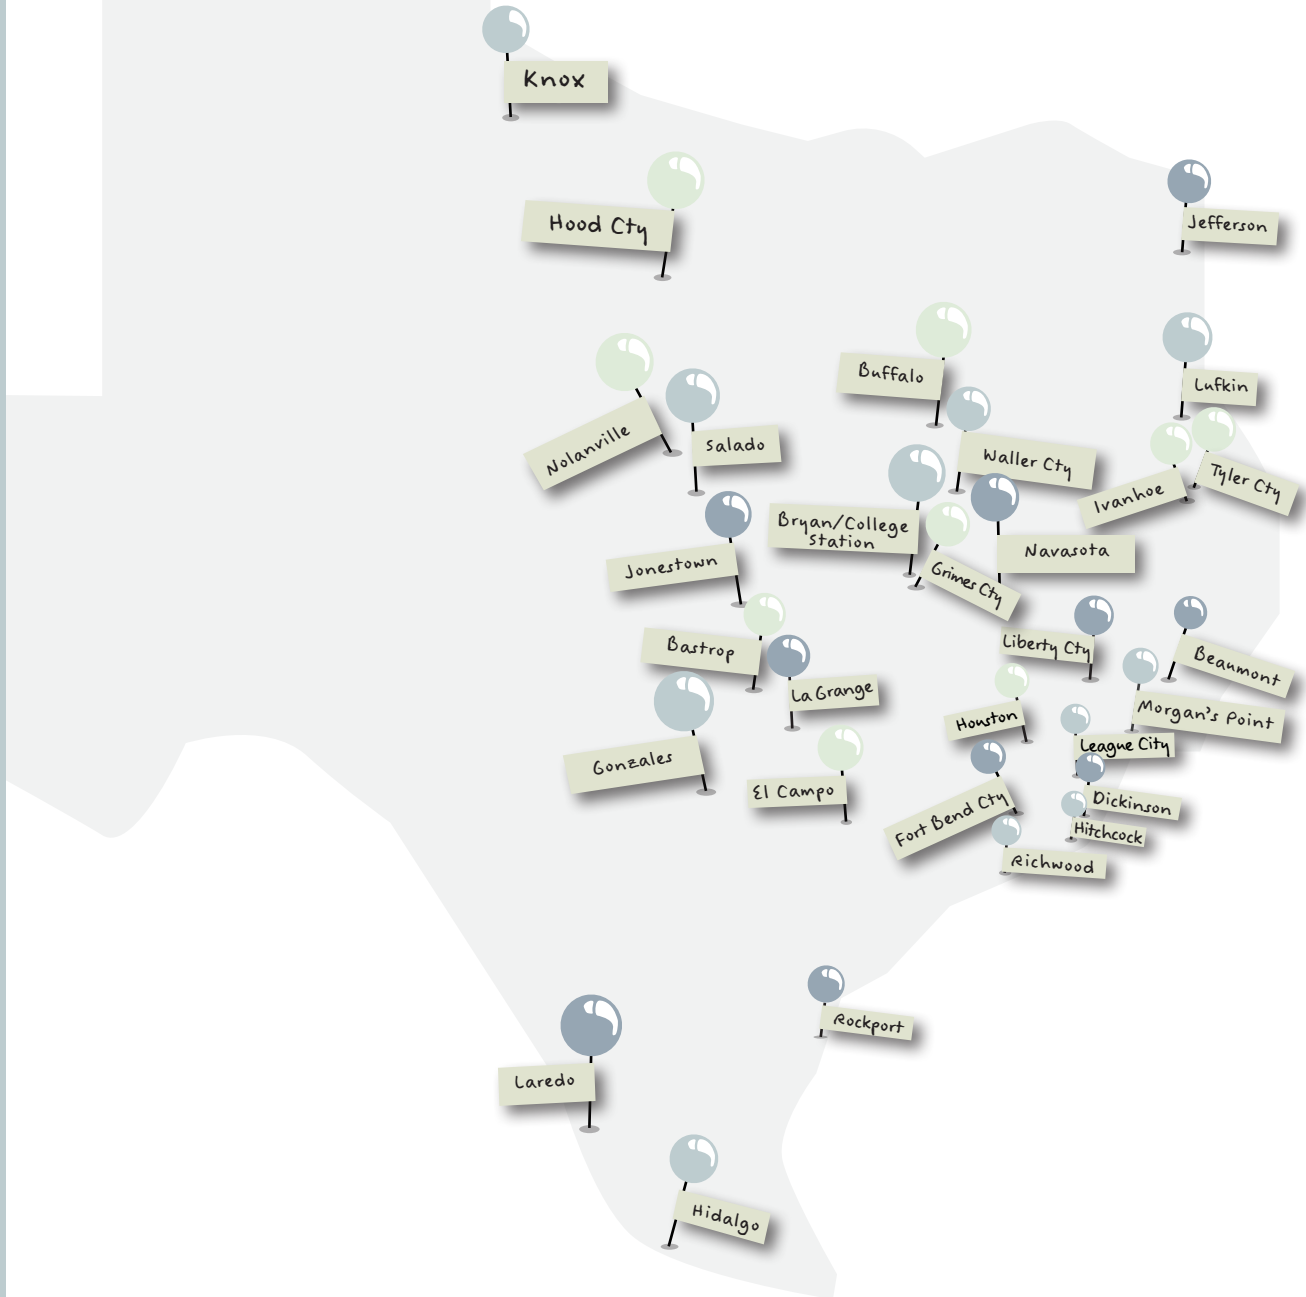 Knox
Hood Cty
Jefferson
Buffalo
Lufkin
Nolanville
Salado
Waller Cty
Tyler Cty
Ivanhoe
Bryan/College
Station
Navasota
Jonestown
Grimes Cty
Bastrop
Liberty Cty
Beaumont
La Grange
Morgan's Point
Houston
League City
Gonzales
El Campo
Dickinson
Fort Bend Cty
Hitchcock
Richwood
Rockport
Laredo
Hidalgo